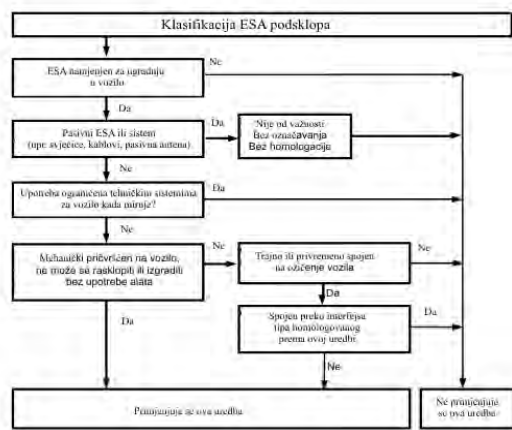 Klasifikacija ESA podsklopa
ESA namjenjen za ugradnju
u vozilo
Ne
Da
Pasivni ESA ili sistem
(npr. svjećice, kablovi, pasivna antena)
Da
Nije od važnosti
Bez označavanja
Bez homologacije
Ne
Upotreba ograničena tehničkim sistemima
za vozilo kada miruje?
Da
Ne
Mehanički pričvršćen na vozilo,
ne može se rasklopiti ili izgraditi
bez upotrebe alata
Ne
Trajno ili privremeno spojen
na ožičenje vozila
Ne
Da
Da
Spojen preko interfejsa
tipa homologovanog
prema ovoj uredbi
Da
Ne
Primjenjuje se ova uredba
Ne primjenjuje
se ova uredba